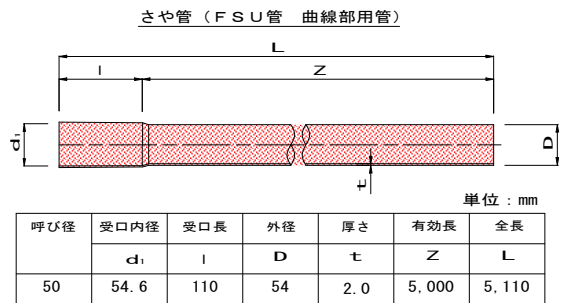 さや管（ＦＳＵ管　曲線部用管）
L
l Z
d₁
D
t
単位：mm
呼び径 受口内径 受口長 外径 厚さ 有効長 全長
d₁ l D t Z L
50 54.6 110 54 2.0 5,000 5,110